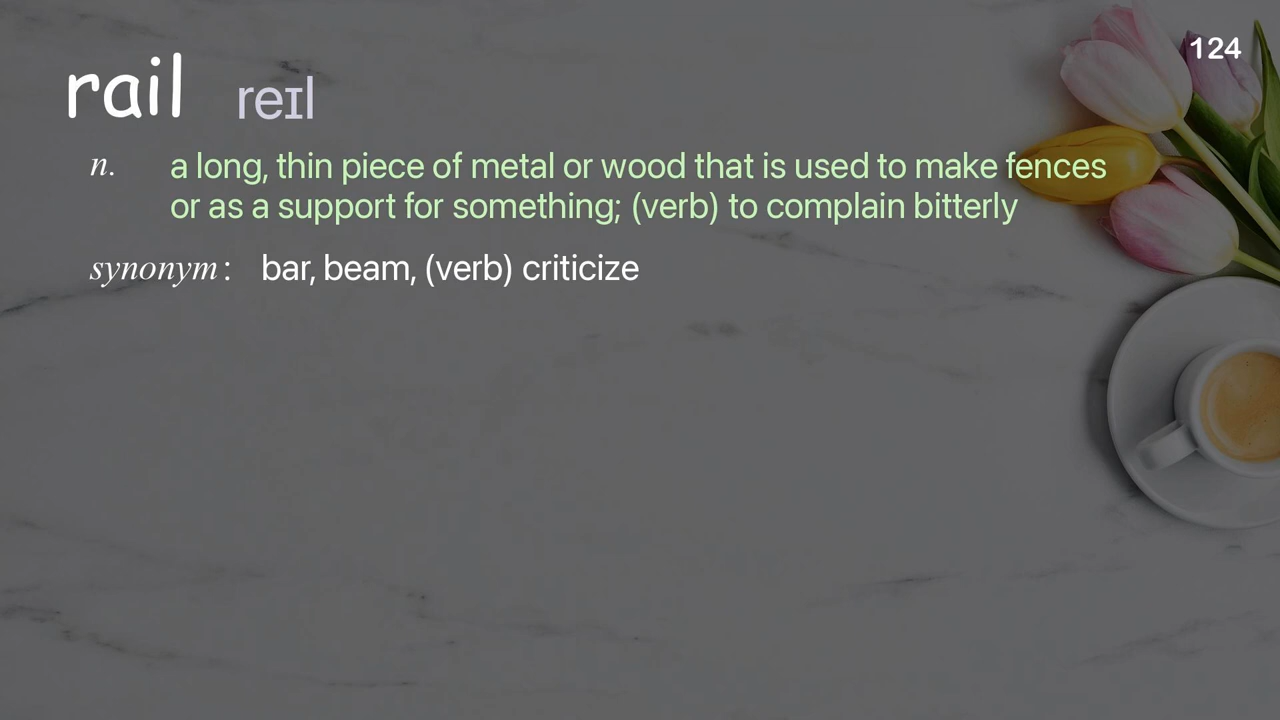 124
rail reɪl
n. a long, thin piece of metal or wood that is used to make fences
or as a support for something; (verb) to complain bitterly
synonym: bar, beam, (verb) criticize